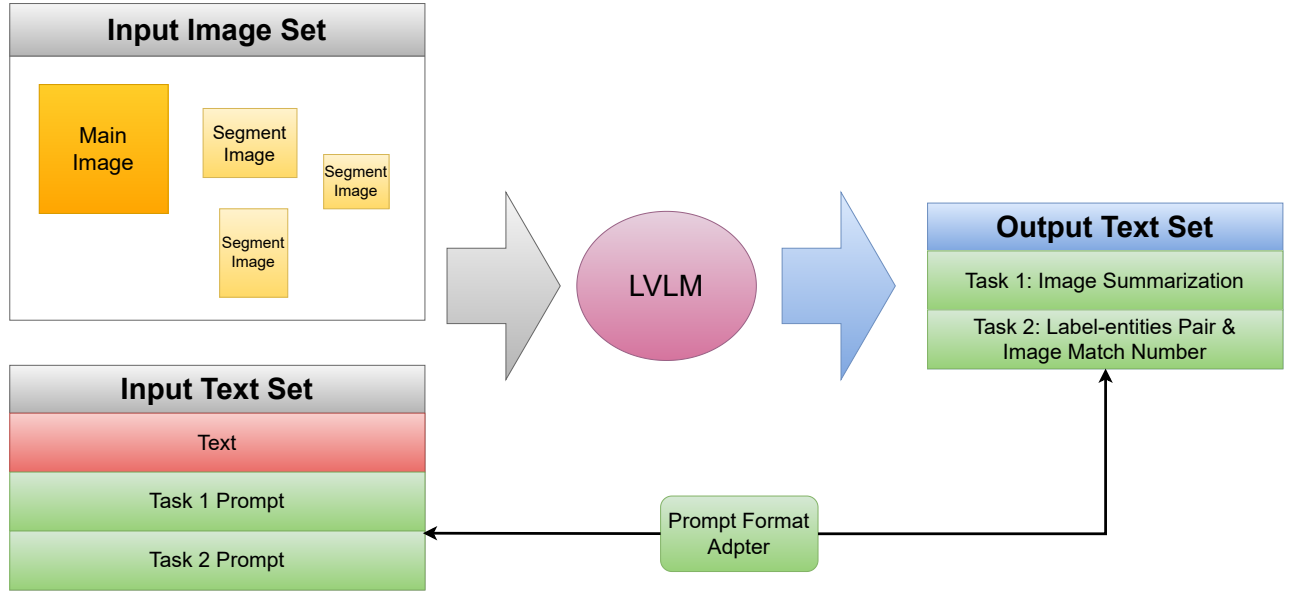 Input Image Set
Main
Image
Segment
Image
Segment
Image
Segment
Image
Input Text Set
Text
Task 1 Prompt
Task 2 Prompt
LVLM
Output Text Set
Task 1: Image Summarization
Task 2: Label-entities Pair &
Image Match Number
Prompt Format
Adpter